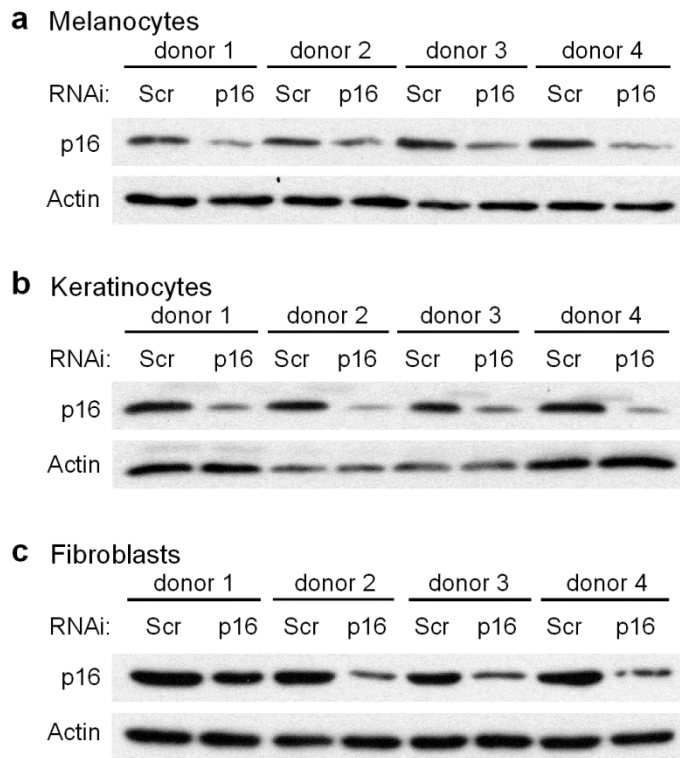 a Melanocytes
donor 1 donor 2 donor 3 donor 4
RNAi: Scr p16 Scr p16 Scr p16 Scr p16
p16
Actin
b Keratinocytes
donor 1 donor 2 donor 3 donor 4
RNAi: Scr p16 Scr p16 Scr p16 Scr p16
p16
Actin
c Fibroblasts
donor 1 donor 2 donor 3 donor 4
RNAi: Scr p16 Scr p16 Scr p16 Scr p16
p16
Actin